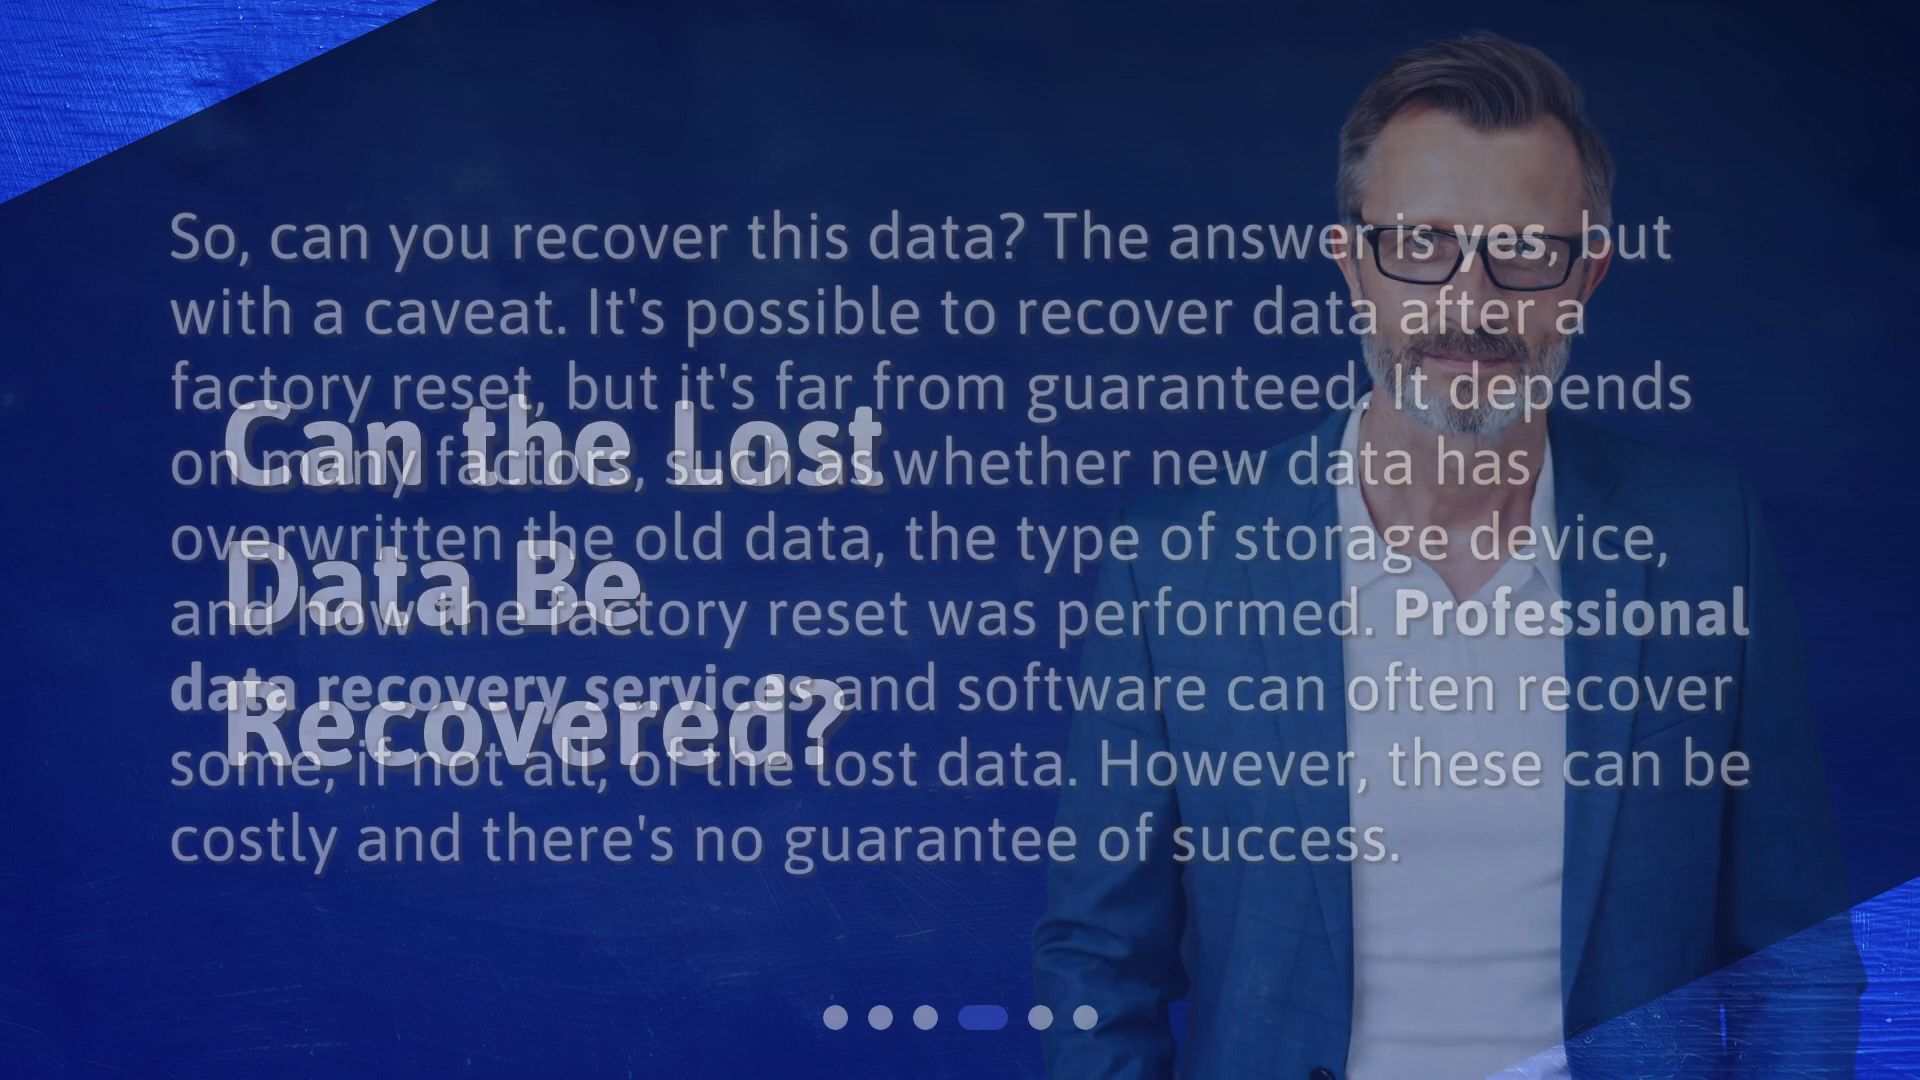 So, can you recover this data? The answer is yes, but
with a caveat. It's possible to recover data after a
factory reset, but it's far from guaranteed. It depends
on many factors, such as whether new data has
overwritten the old data, the type of storage device,
and how the factory reset was performed. Professional
data recovery services and software can often recover
some, if not all, of the lost data. However, these can be
costly and there's no guarantee of success.
Can the Lost
Data Be
Recovered?